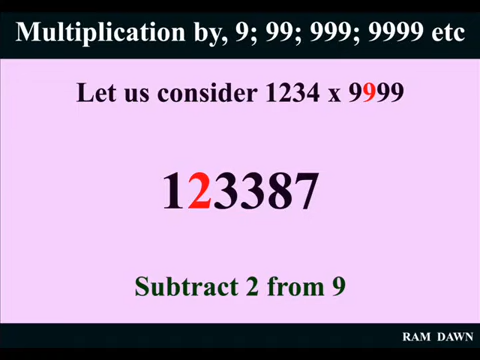 Multiplication by, 9; 99; 999; 9999 etc
Let us consider 1234 x 9999
123387
Subtract 2 from 9
RAM DAWN